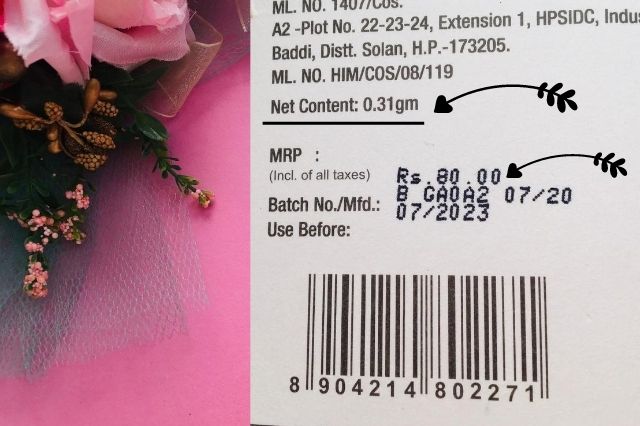 ML. NO. 1407/Cos.
A2 -Plot No. 22-23-24, Extension 1, HPSIDC,
Baddi, Distt. Solan, H.P.-173205.
ML. NO. HIM/COS/08/119
Net Content: 0.31gm
MRP :
(Incl. of all taxes)
Rs.80.00
Batch No./Mfd.: B CA0A2 07/20
07/2023
Use Before:
8 904214 802271